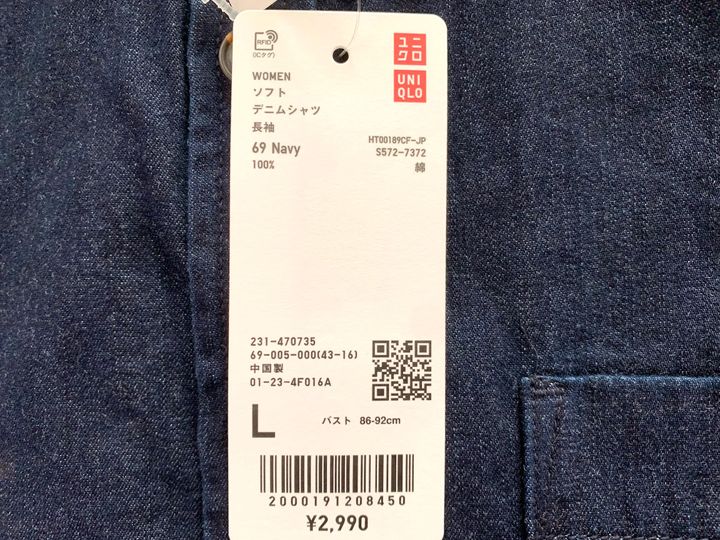 RFID
(ICタグ)
ユニ
クロ
UNI
QLO
WOMEN
ソフト
デニムシャツ
長袖
HT00189CF-JP
69 Navy
S572-7372
100%
綿
231-470735
69-005-000(43-16)
中国製
01-23-4F016A
L
バスト 86-92cm
2000191208450
¥2,990